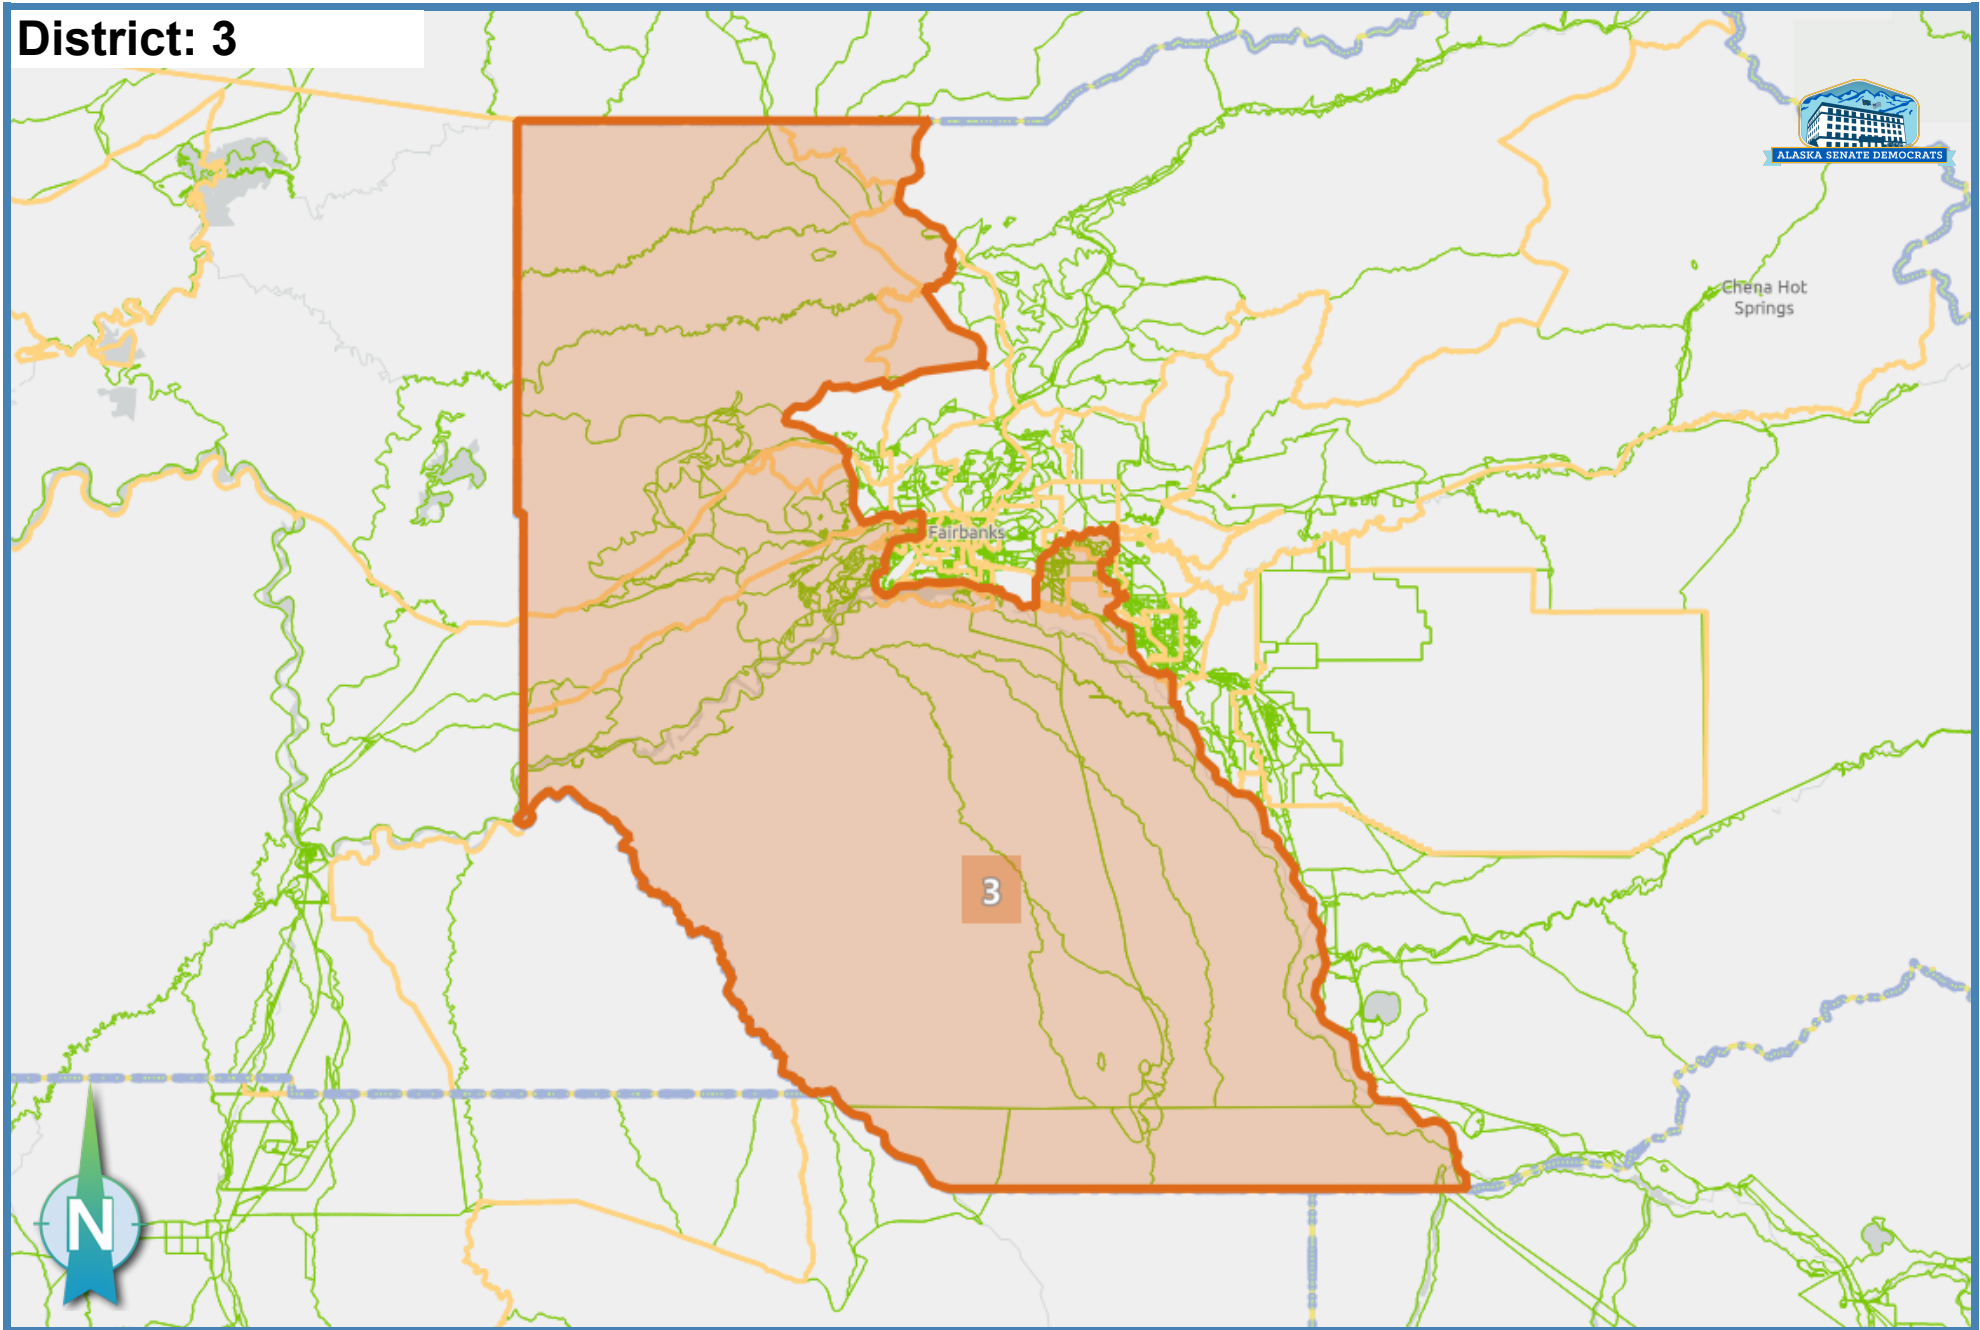 District: 3
ALASKA SENATE DEMOCRATS
Chena Hot
Springs
Fairbanks
3
N